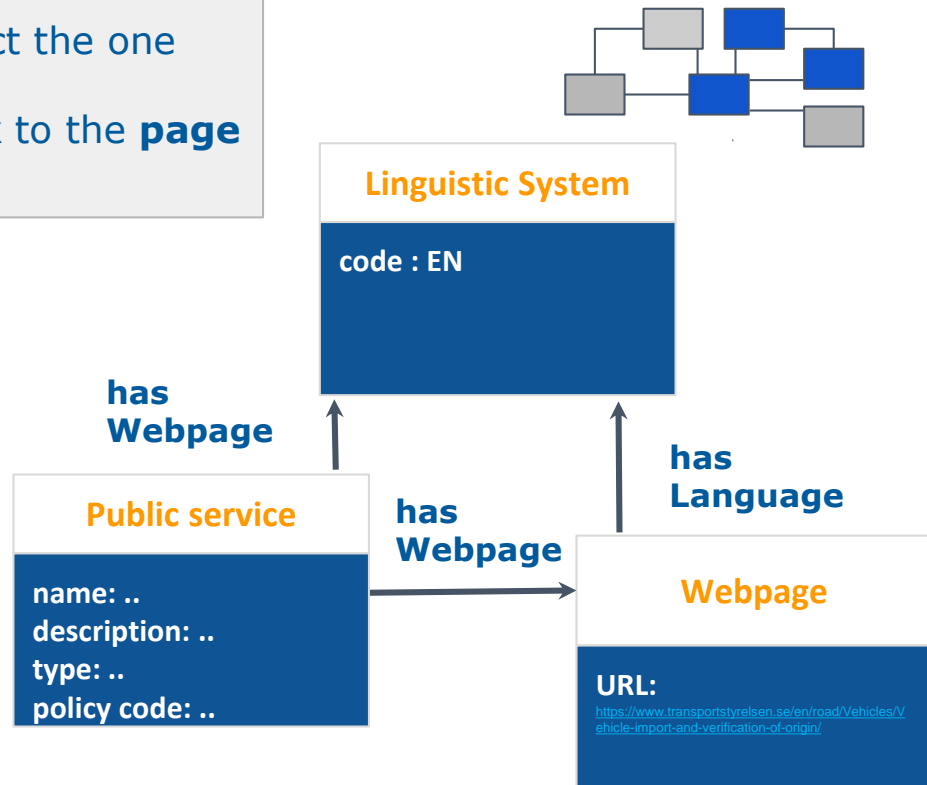 ct the one
to the page
Linguistic System
code : EN
has
Webpage
has
Language
Public service
has
Webpage
name: ..
description: ..
type: ..
policy code: ..
Webpage
URL:
https://www.transportstyrelsen.se/en/road/Vehicles/V
ehicle-import-and-verification-of-origin/